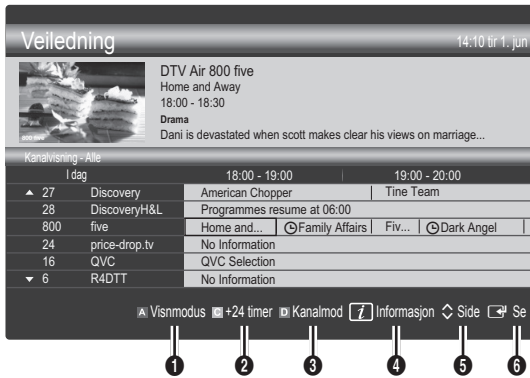 Veiledning 14:10 tir 1. jun
DTV Air 800 five
Home and Away
18:00 - 18:30
Drama
Dani is devastated when scott makes clear his views on marriage...
800 five
Kanalvisning - Alle
I dag 18:00 - 19:00 19:00 - 20:00
▲ 27 Discovery American Chopper Tine Team
28 DiscoveryH&L Programmes resume at 06:00
800 five Home and... Family Affairs Fiv... Dark Angel
24 price-drop.tv No Information
16 QVC QVC Selection
▼ 6 R4DTT No Information
A Vismodus C +24 timer D Kanalmod i Informasjon Side Se
1 2 3 4 5 6